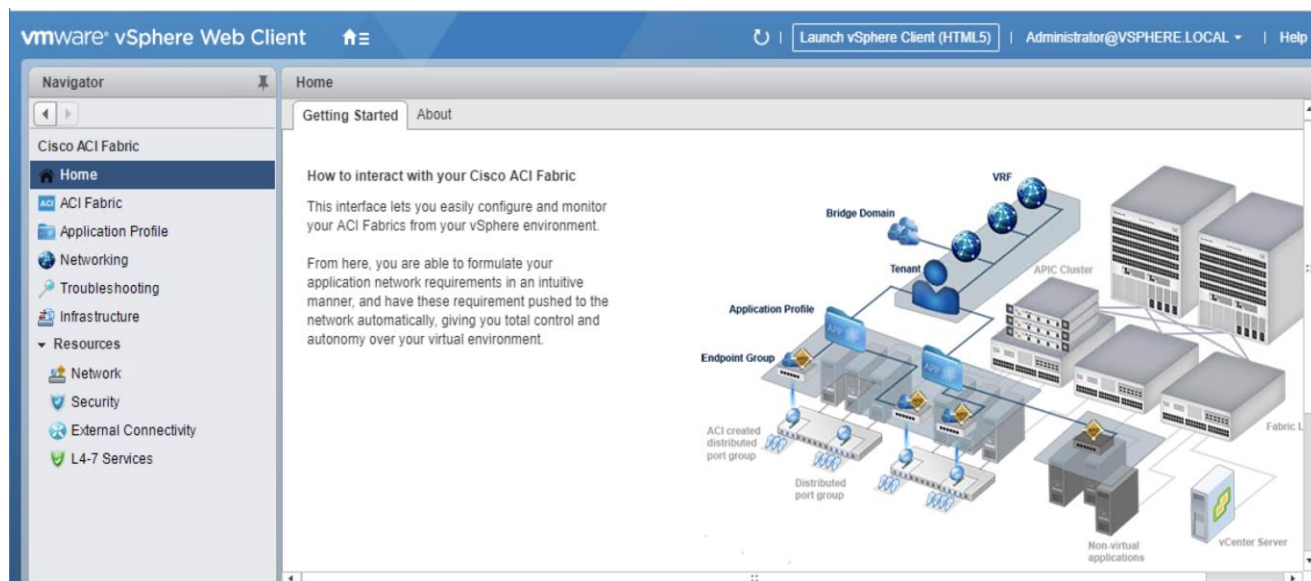 vmware® vSphere Web Client
Launch vSphere Client (HTML5)
Administrator@VSPHERE.LOCAL
Help
Navigator
Cisco ACI Fabric
Home
ACI Fabric
Application Profile
Networking
Troubleshooting
Infrastructure
Resources
Network
Security
External Connectivity
L4-7 Services
Home
Getting Started
About
How to interact with your Cisco ACI Fabric
This interface lets you easily configure and monitor
your ACI Fabrics from your vSphere environment.
From here, you are able to formulate your
application network requirements in an intuitive
manner, and have these requirement pushed to the
network automatically, giving you total control and
autonomy over your virtual environment.
VRF
Bridge Domain
Tenant
APIC Cluster
Application Profile
APP
APP
Endpoint Group
ACI created
distributed
port group
Distributed
port group
Fabric L
Non-virtual
applications
vCenter Server